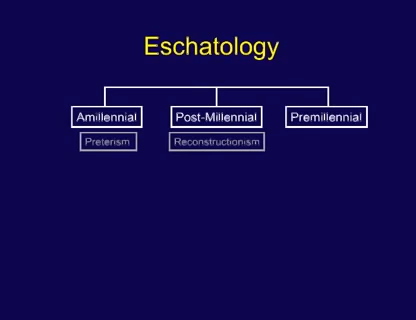 Eschatology
Amillennial
Post-Millennial
Premillennial
Preterism
Reconstructionism